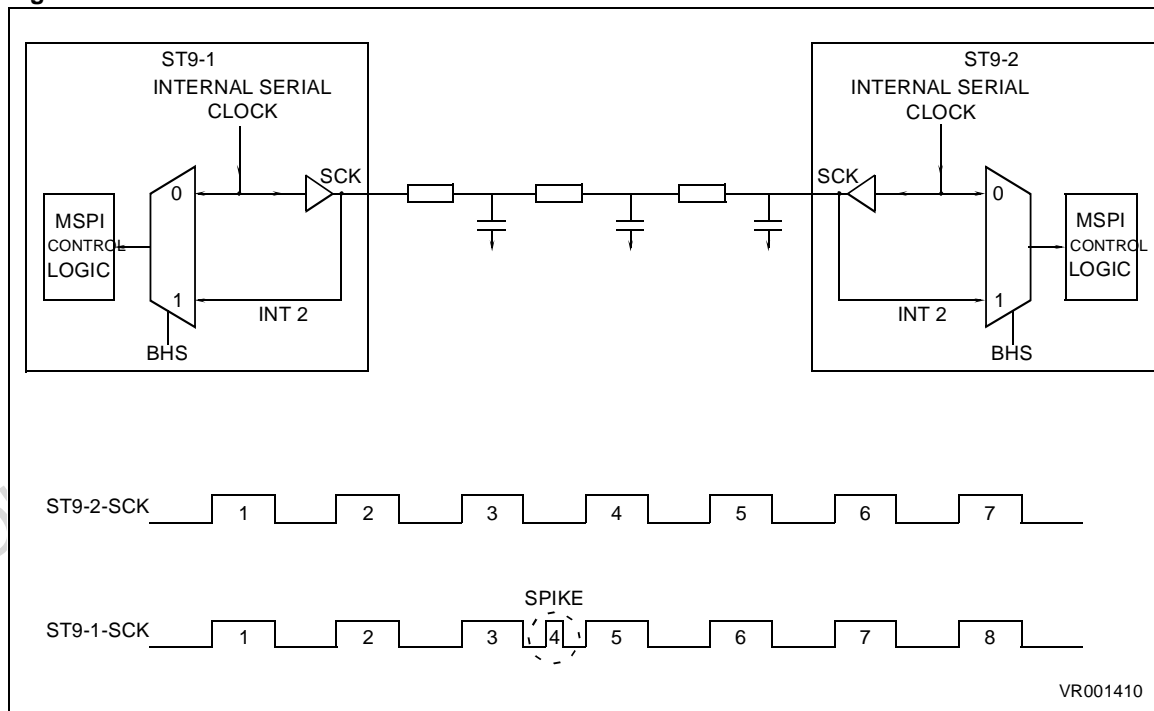 ST9-1
INTERNAL SERIAL
CLOCK
SCK
0
MSPI
CONTROL
LOGIC
1
INT 2
BHS
ST9-2
INTERNAL SERIAL
CLOCK
SCK
0
MSPI
CONTROL
LOGIC
1
INT 2
BHS
ST9-2-SCK
1 2 3 4 5 6 7
SPIKE
ST9-1-SCK
1 2 3 4 5 6 7 8
VR001410